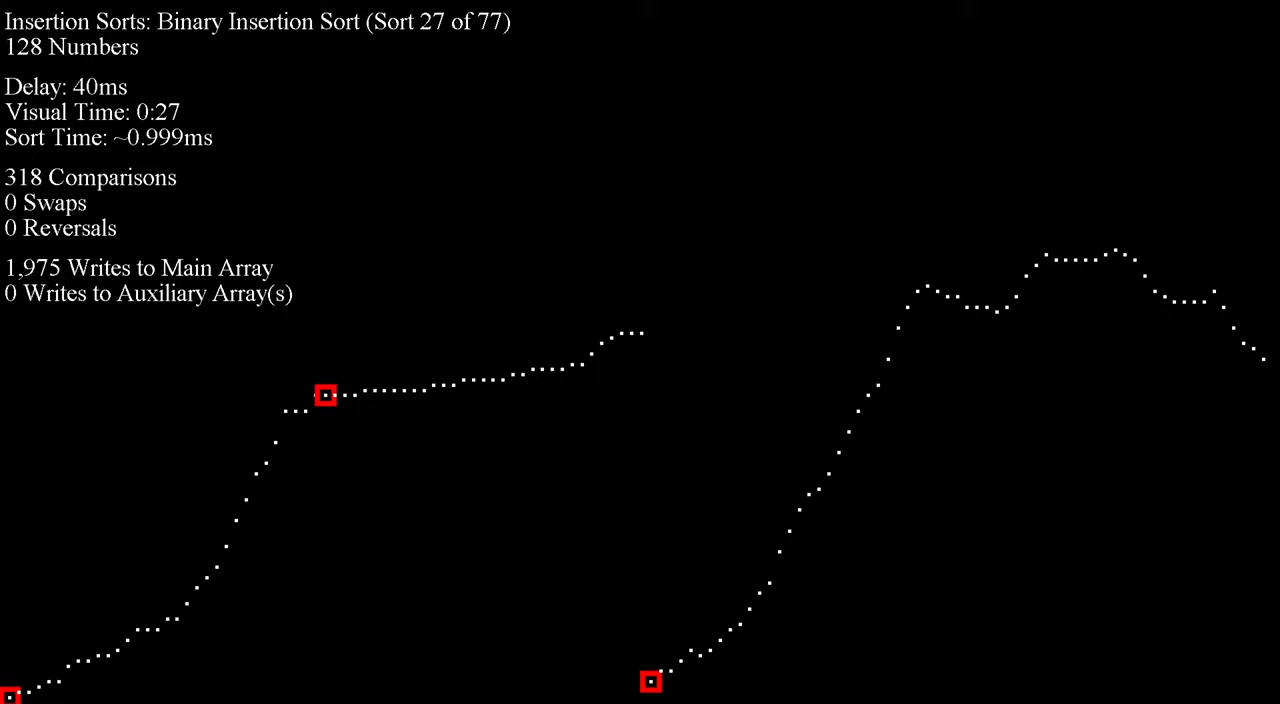 Insertion Sorts: Binary Insertion Sort (Sort 27 of 77)
128 Numbers
Delay: 40ms
Visual Time: 0:27
Sort Time: ~0.999ms
318 Comparisons
0 Swaps
0 Reversals
1,975 Writes to Main Array
0 Writes to Auxiliary Array(s)